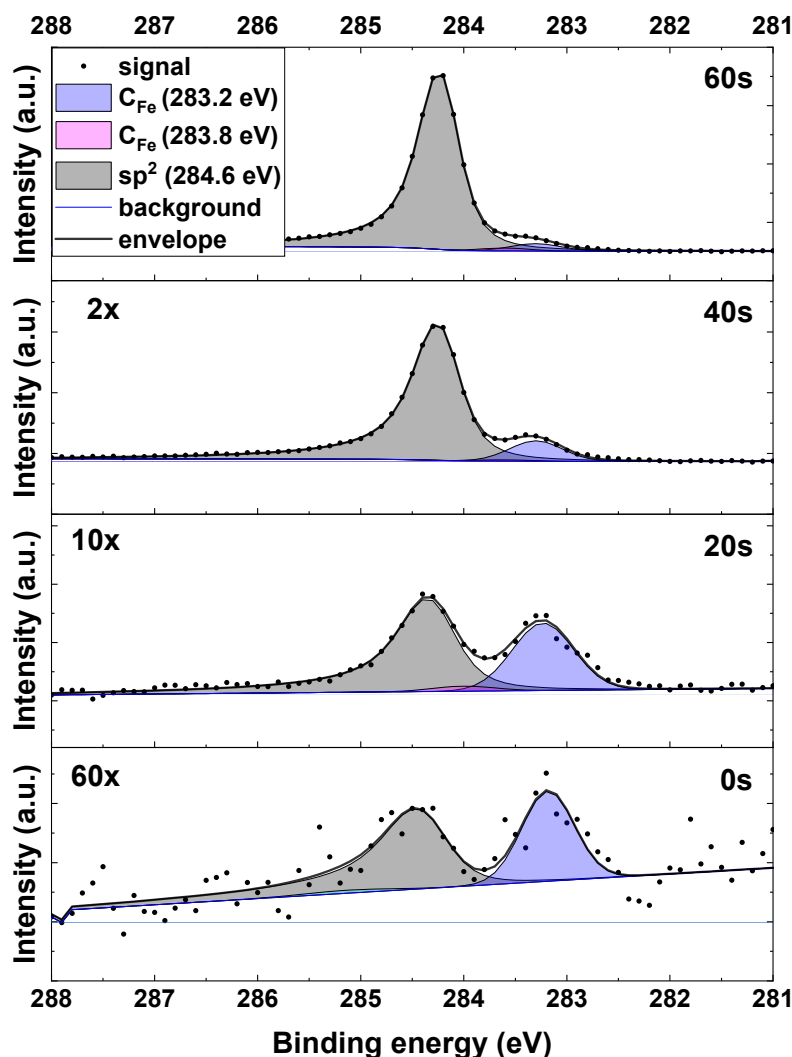 288 287 286 285 284 283 282 281
signal
C_Fe (283.2 eV)
C_Fe (283.8 eV)
sp² (284.6 eV)
background
envelope
60s
Intensity (a.u.)
2x
40s
Intensity (a.u.)
10x
20s
Intensity (a.u.)
60x
0s
Intensity (a.u.)
288 287 286 285 284 283 282 281
Binding energy (eV)